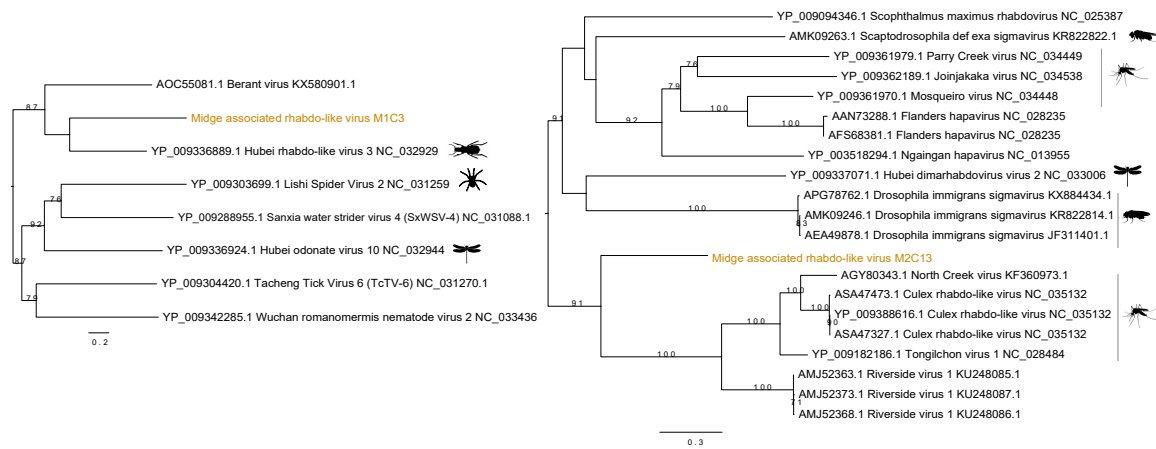 AOC55081.1 Berant virus KX580901.1
87
Midge associated rhabdo-like virus M1C3
YP_009336889.1 Hubei rhabdo-like virus 3 NC_032929
YP_009303699.1 Lishi Spider Virus 2 NC_031259
76
YP_009288955.1 Sanxia water strider virus 4 (SxWSV-4) NC_031088.1
92
YP_009336924.1 Hubei odonate virus 10 NC_032944
87
YP_009304420.1 Tacheng Tick Virus 6 (TcTV-6) NC_031270.1
79
YP_009342285.1 Wuchan romanomermis nematode virus 2 NC_033436
0.2
YP_009094346.1 Scophthalmus maximus rhabdovirus NC_025387
AMK09263.1 Scaptodrosophila def exa sigmavirus KR822822.1
YP_009361979.1 Parry Creek virus NC_034449
76
YP_009362189.1 Joinjakaka virus NC_034538
79
YP_009361970.1 Mosqueiro virus NC_034448
100
AAN73288.1 Flanders hapavirus NC_028235
91
92
100
AFS68381.1 Flanders hapavirus NC_028235
YP_003518294.1 Ngaingan hapavirus NC_013955
YP_009337071.1 Hubei dimarhabdovirus virus 2 NC_033006
APG78762.1 Drosophila immigrans sigmavirus KX884434.1
100
AMK09246.1 Drosophila immigrans sigmavirus KR822814.1
83
AEA49878.1 Drosophila immigrans sigmavirus JF311401.1
Midge associated rhabdo-like virus M2C13
AGY80343.1 North Creek virus KF360973.1
100
ASA47473.1 Culex rhabdo-like virus NC_035132
91
100
YP_009388616.1 Culex rhabdo-like virus NC_035132
100
90
ASA47327.1 Culex rhabdo-like virus NC_035132
YP_009182186.1 Tongilchon virus 1 NC_028484
100
AMJ52363.1 Riverside virus 1 KU248085.1
100
AMJ52373.1 Riverside virus 1 KU248087.1
71
AMJ52368.1 Riverside virus 1 KU248086.1
0.3